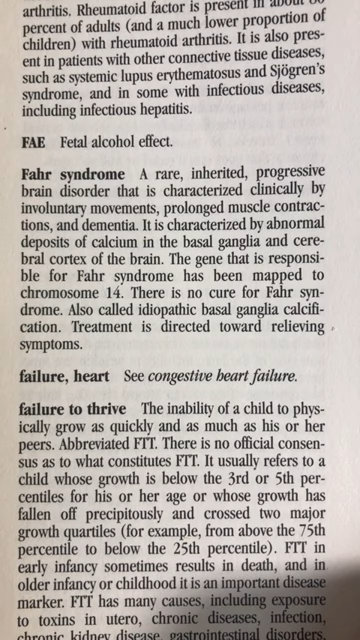 arthritis. Rheumatoid factor is present in about 80
percent of adults (and a much lower proportion of
children) with rheumatoid arthritis. It is also pres-
ent in patients with other connective tissue diseases,
such as systemic lupus erythematosus and Sjögren's
syndrome, and in some with infectious diseases,
including infectious hepatitis.
FAE Fetal alcohol effect.
Fahr syndrome A rare, inherited, progressive
brain disorder that is characterized clinically by
involuntary movements, prolonged muscle contrac-
tions, and dementia. It is characterized by abnormal
deposits of calcium in the basal ganglia and cere-
bral cortex of the brain. The gene that is responsi-
ble for Fahr syndrome has been mapped to
chromosome 14. There is no cure for Fahr syn-
drome. Also called idiopathic basal ganglia calcifi-
cation. Treatment is directed toward relieving
symptoms.
failure, heart See congestive heart failure.
failure to thrive The inability of a child to phys-
ically grow as quickly and as much as his or her
peers. Abbreviated FTT. There is no official consen-
sus as to what constitutes FTT. It usually refers to a
child whose growth is below the 3rd or 5th per-
centiles for his or her age or whose growth has
fallen off precipitously and crossed two major
growth quartiles (for example, from above the 75th
percentile to below the 25th percentile). FTT in
early infancy sometimes results in death, and in
older infancy or childhood it is an important disease
marker. FTT has many causes, including exposure
to toxins in utero, chronic diseases, infection,
chronic kidney disease, gastrointestinal disorders,